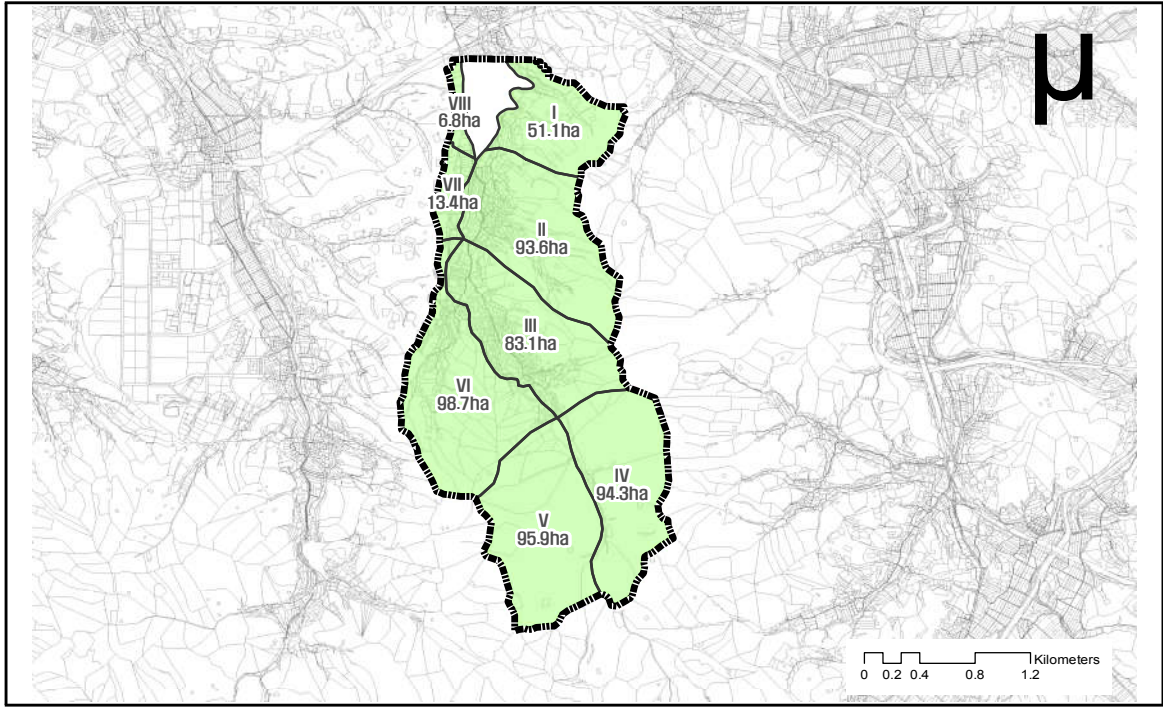 µ
VIII
6.8ha
I
51.1ha
VII
13.4ha
II
93.6ha
III
83.1ha
VI
98.7ha
IV
94.3ha
V
95.9ha
Kilometers
0 0.2 0.4 0.8 1.2